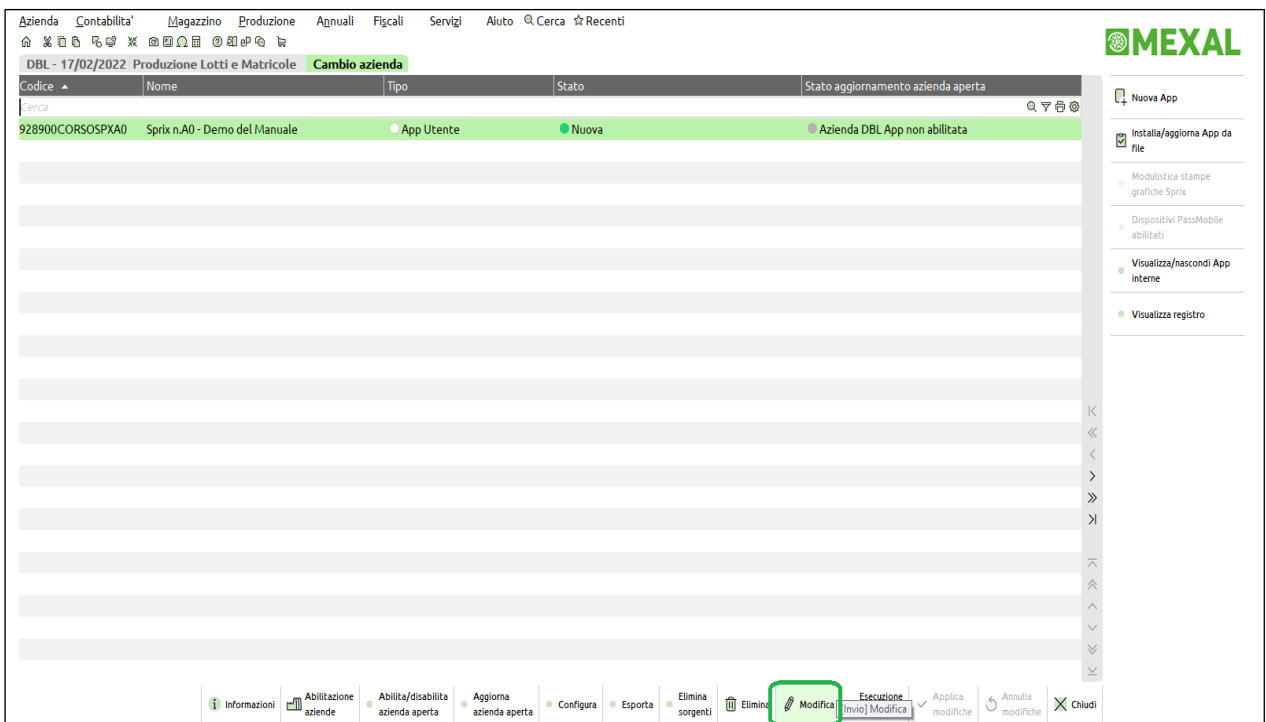 Azienda Contabilita' Magazzino Produzione Annuali Fiscali Servizi Aiuto Cerca Recenti
MEXAL
DBL - 17/02/2022 Produzione Lotti e Matricole Cambio azienda
Codice Nome Tipo Stato Stato aggiornamento azienda aperta
Cerca
928900CORSOSPXA0 Sprix n.A0 - Demo del Manuale App Utente Nuova Azienda DBL App non abilitata
Nuova App
Installa/aggiorna App da
file
Modulistica stampe
grafiche Sprix
Dispositivi PassMobile
abilitati
Visualizza/nascondi App
interne
Visualizza registro
Informazioni
Abilitazione
aziende
Abilita/disabilita
azienda aperta
Aggiorna
azienda aperta
Configura
Esporta
Elimina
sorgenti
Elimina
Modifica
Esecuzione
[Invio] Modifica
Applica
modifiche
Annulla
modifiche
Chiudi